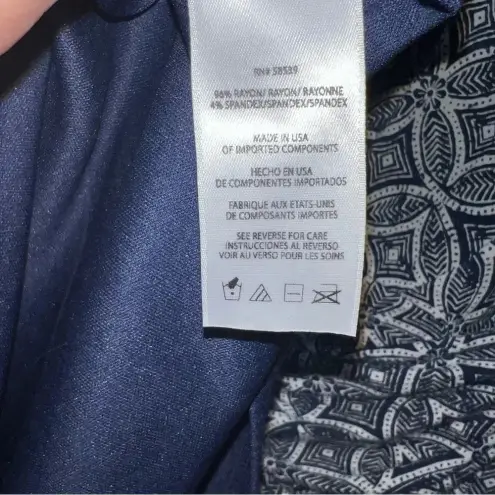 RN# 58539
96% RAYON/ RAYON/ RAYONNE
4% SPANDEX/SPANDEX/SPANDEX
MADE IN USA
OF IMPORTED COMPONENTS
HECHO EN USA
DE COMPONENTES IMPORTADOS
FABRIQUE AUX ETATS-UNIS
DE COMPOSANTS IMPORTES
SEE REVERSE FOR CARE
INSTRUCCIONES AL REVERSO
VOIR AU VERSO POUR LES SOINS